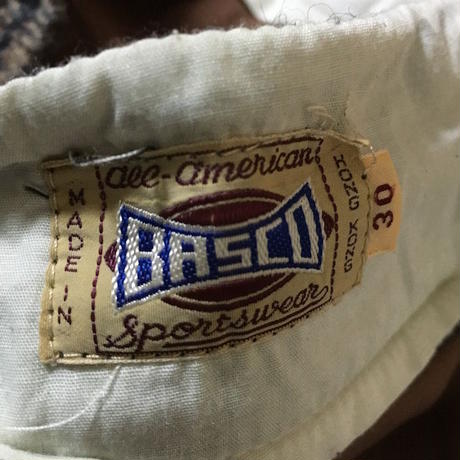 all-american
BASCO
Sportswear
MADE IN
HONG KONG
30